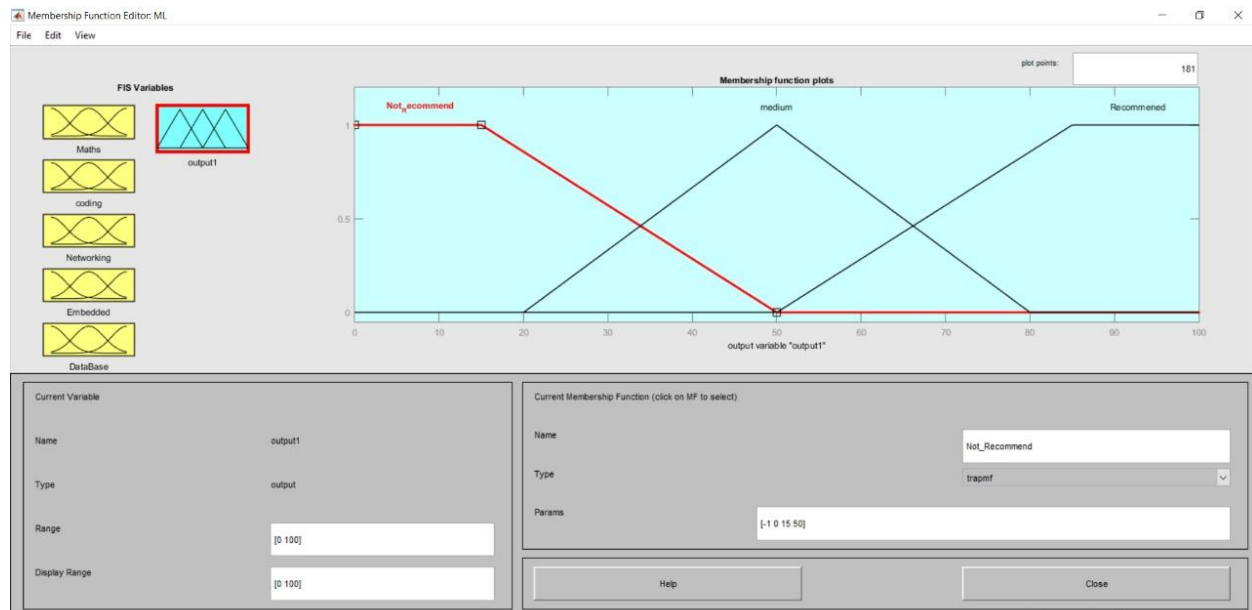 Membership Function Editor: ML
File Edit View
FIS Variables
Maths
output1
coding
Networking
Embedded
DataBase
plot points:
181
Membership function plots
Not_Recommend
medium
Recommened
1
0.5
0
0 10 20 30 40 50 60 70 80 90 100
output variable "output1"
Current Variable
Name output1
Type output
Range [0 100]
Display Range [0 100]
Current Membership Function (click on MF to select)
Name Not_Recommend
Type trapmf
Params [-1 0 15 50]
Help Close